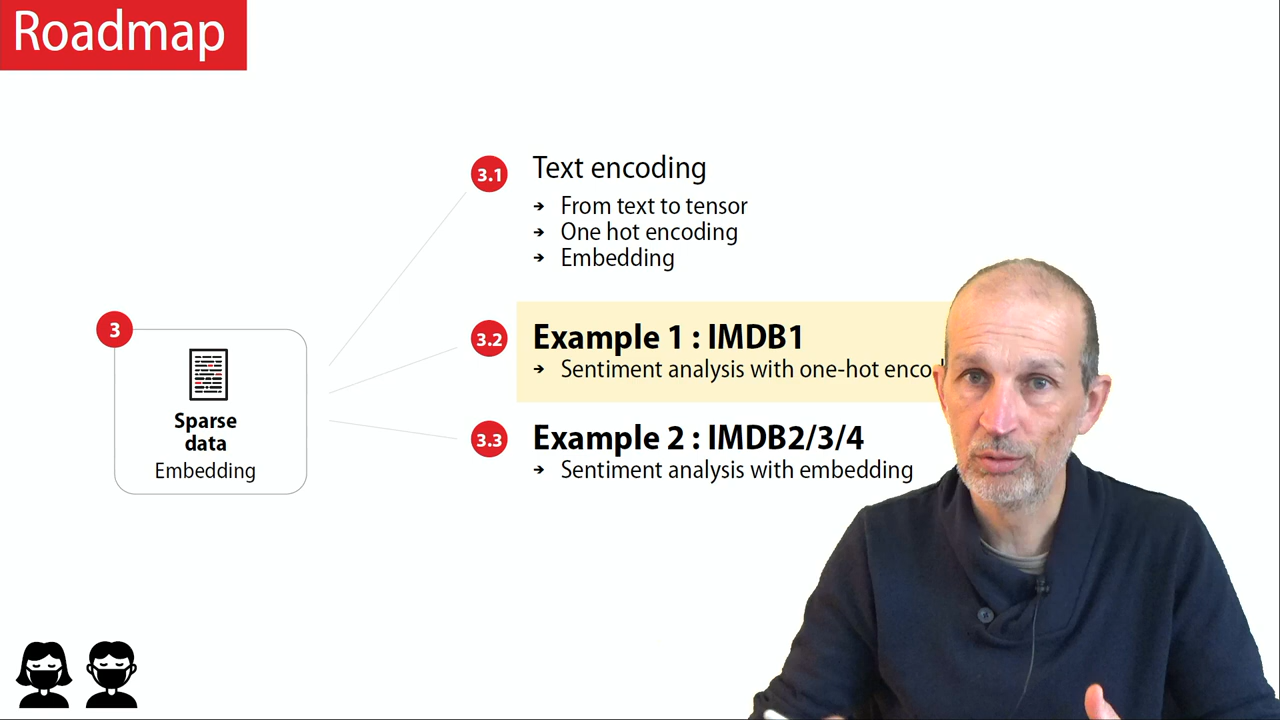 Roadmap
3.1 Text encoding
➔ From text to tensor
➔ One hot encoding
➔ Embedding
3.2 Example 1 : IMDB1
➔ Sentiment analysis with one-hot
3
Sparse
data
Embedding
3.3 Example 2 : IMDB2/3/4
➔ Sentiment analysis with embedding